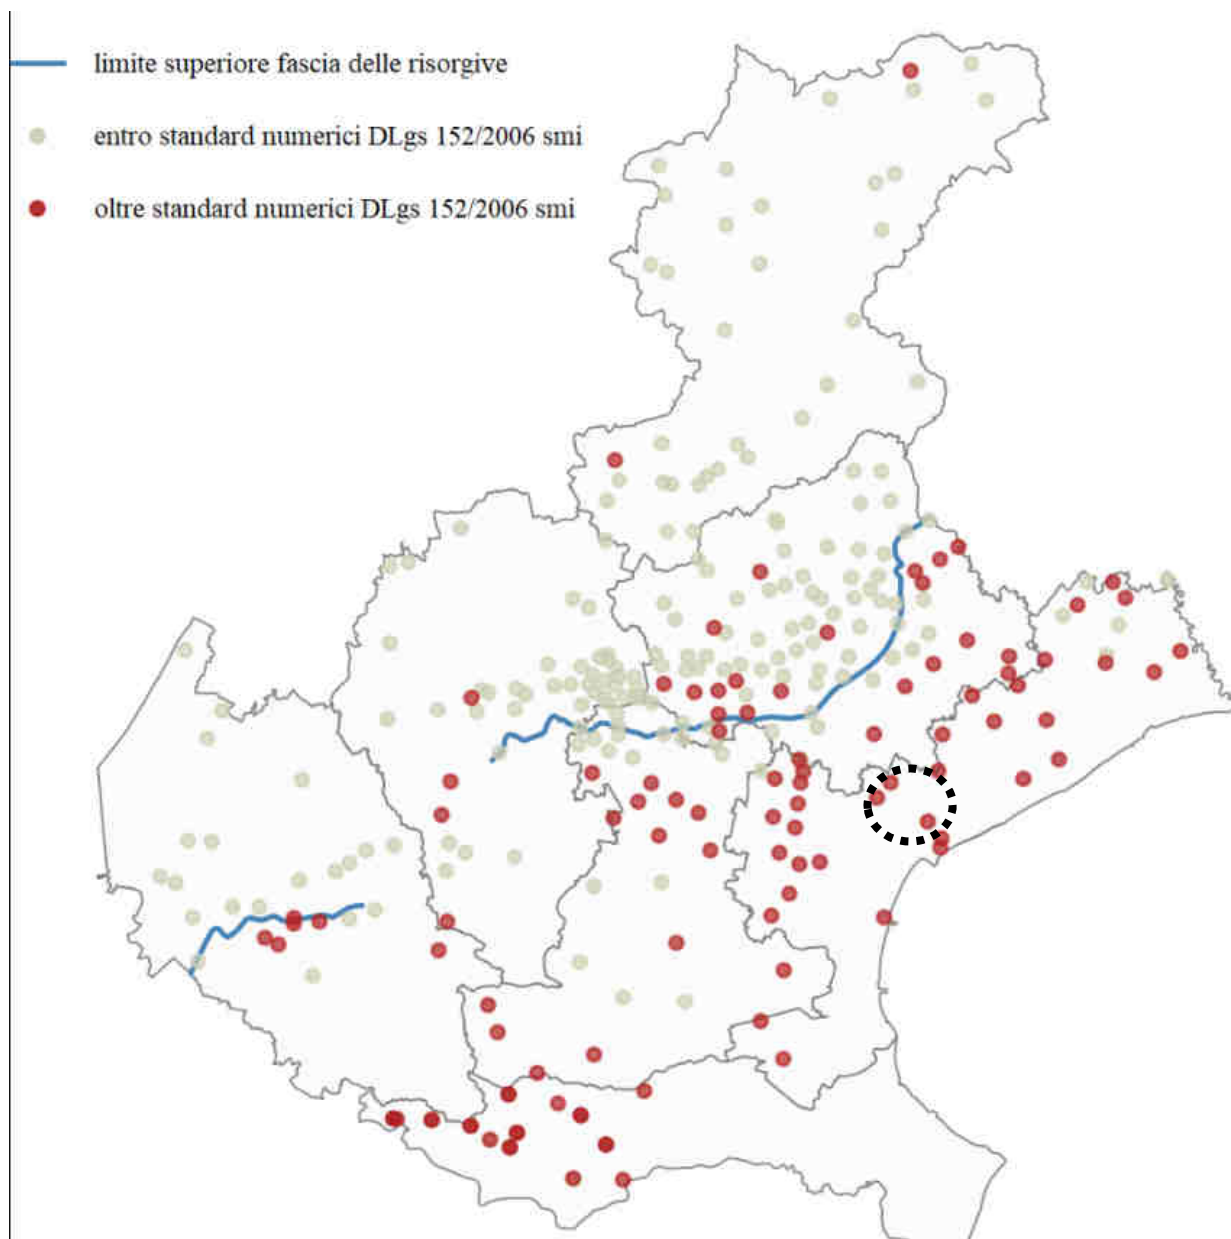 limite superiore fascia delle risorgive
entro standard numerici DLgs 152/2006 smi
oltre standard numerici DLgs 152/2006 smi